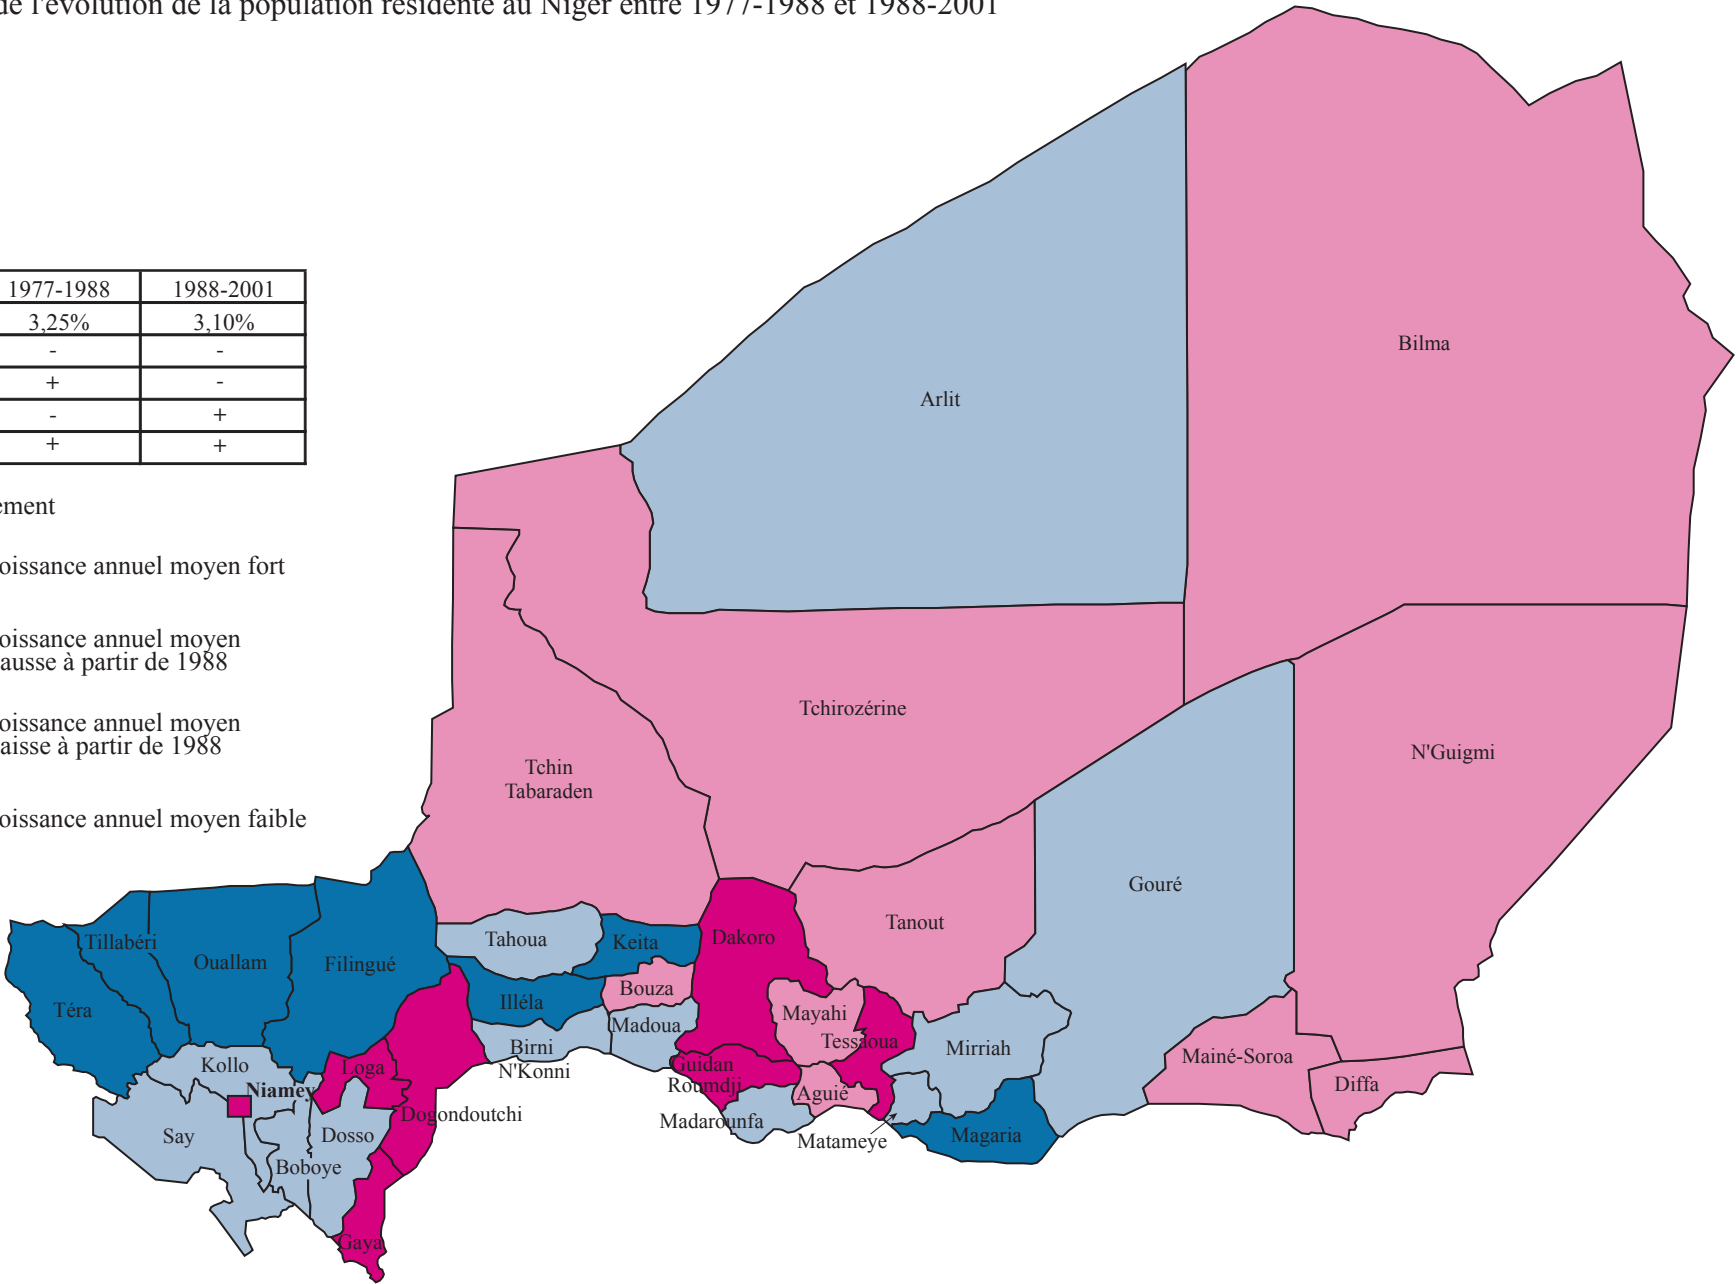 de l'évolution de la population résidente au Niger entre 1977-1988 et 1988-2001
1977-1988 1988-2001
3,25% 3,10%
- -
+ -
- +
+ +
ement
oissance annuel moyen fort
oissance annuel moyen
ausse à partir de 1988
oissance annuel moyen
aisse à partir de 1988
oissance annuel moyen faible
Bilma
Arlit
Tchirozérine
N'Guigmi
Tchin
Tabaraden
Gouré
Tanout
Tahoua
Keita
Dakoro
Tillabéri
Ouallam
Filingué
Téra
Illéla
Bouza
Madoua
Mayahi
Tessaoua
Birni
N'Konni
Mirriah
Mainé-Soroa
Diffa
Kollo
Loga
Guidan
Roumdji
Niamey
Aguié
Dogondoutchi
Madarounfa
Matameye
Magaria
Say
Dosso
Boboye
Gaya